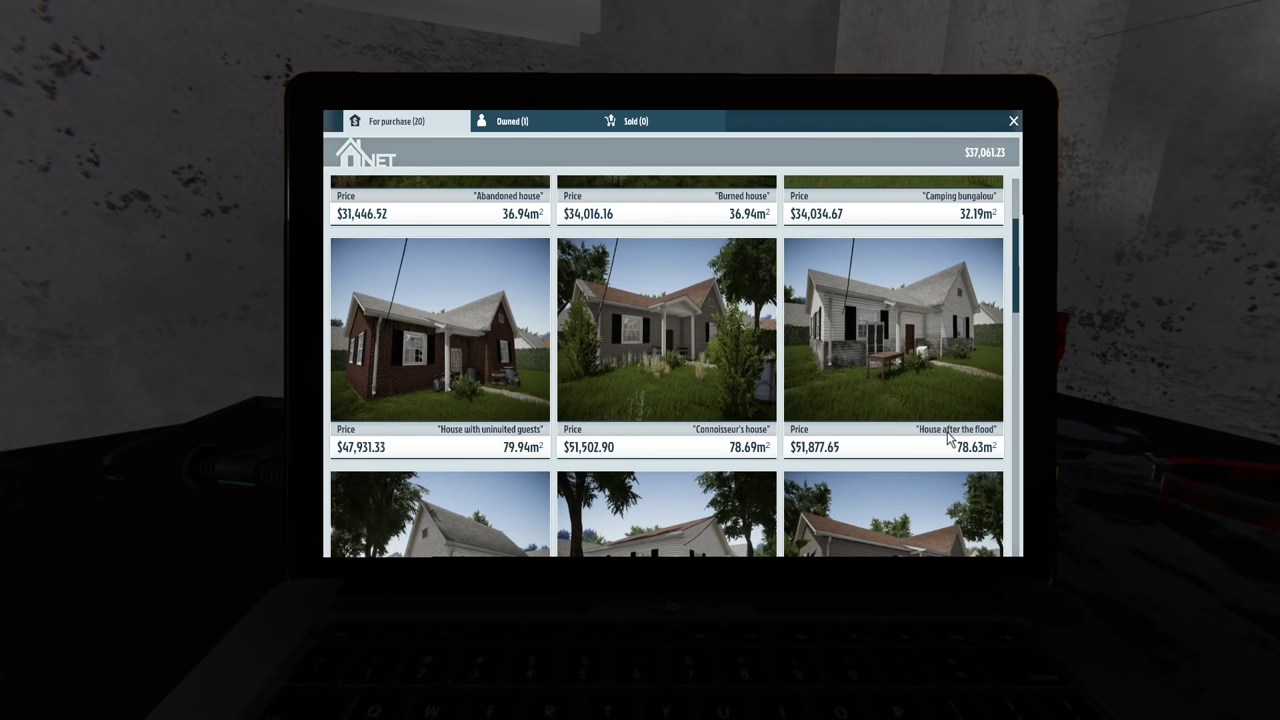 For purchase (20)
Owned (1)
Sold (0)
NET
$37,061.23
Price "Abandoned house"
$31,446.52 36.94m²
Price "Burned house"
$34,016.16 36.94m²
Price "Camping bungalow"
$34,034.67 32.19m²
Price "House with uninuited guests"
$47,931.33 79.94m²
Price "Connoisseur's house"
$51,502.90 78.69m²
Price "House after the flood"
$51,877.65 78.63m²
Q W E R T Y U I O P